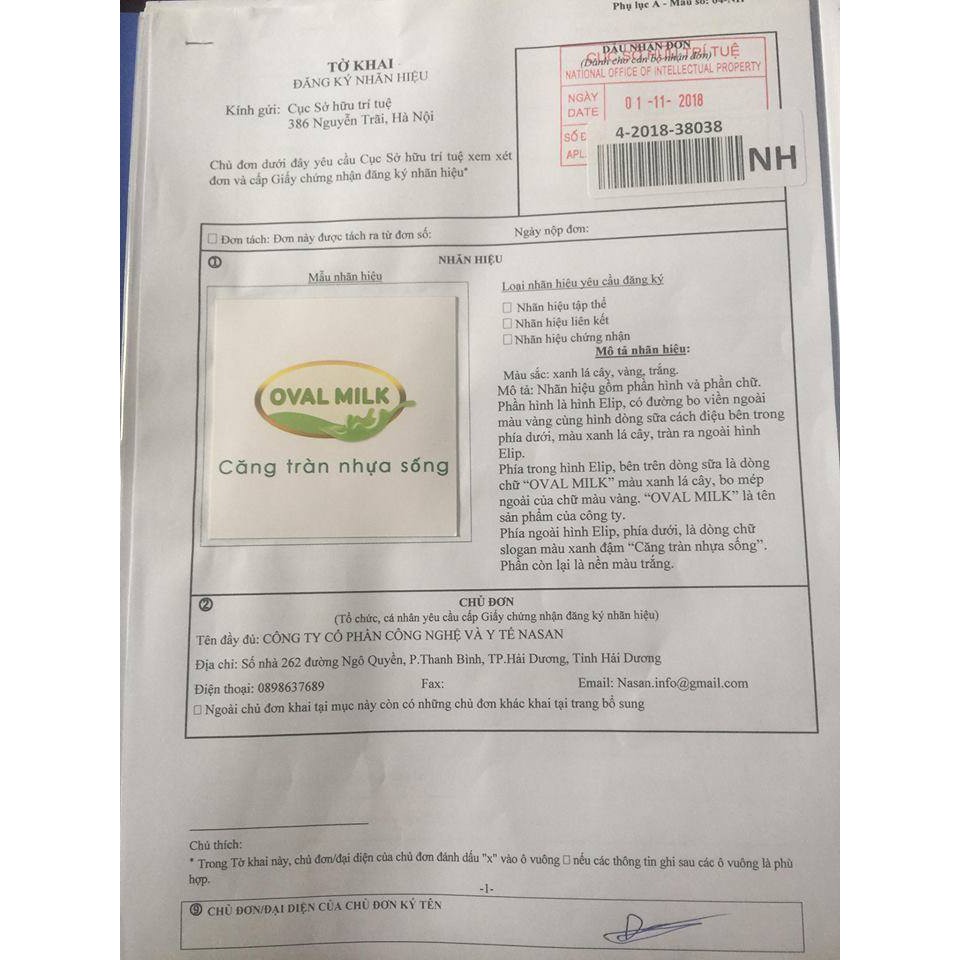 Phụ lục A - Mẫu số: 04-NH
TỜ KHAI
ĐĂNG KÝ NHÃN HIỆU
Kính gửi: Cục Sở hữu trí tuệ
386 Nguyễn Trãi, Hà Nội
Chủ đơn dưới đây yêu cầu Cục Sở hữu trí tuệ xem xét
đơn và cấp Giấy chứng nhận đăng ký nhãn hiệu*
DẤU NHẬN ĐƠN
(Dành cho cán bộ nhận đơn)
CỤC SỞ HỮU TRÍ TUỆ
NATIONAL OFFICE OF INTELLECTUAL PROPERTY
NGÀY
DATE
01-11-2018
SỐ Đ
APL.
4-2018-38038
NH
☐ Đơn tách: Đơn này được tách ra từ đơn số: Ngày nộp đơn:
① NHÃN HIỆU
Mẫu nhãn hiệu
OVAL MILK
Căng tràn nhựa sống
Loại nhãn hiệu yêu cầu đăng ký
☐ Nhãn hiệu tập thể
☐ Nhãn hiệu liên kết
☐ Nhãn hiệu chứng nhận
Mô tả nhãn hiệu:
Màu sắc: xanh lá cây, vàng, trắng.
Mô tả: Nhãn hiệu gồm phần hình và phần chữ.
Phần hình là hình Elip, có đường bo viền ngoài
màu vàng cùng hình dòng sữa cách điệu bên trong
phía dưới, màu xanh lá cây, tràn ra ngoài hình
Elip.
Phía trong hình Elip, bên trên dòng sữa là dòng
chữ “OVAL MILK” màu xanh lá cây, bo mép
ngoài của chữ màu vàng. “OVAL MILK” là tên
sản phẩm của công ty.
Phía ngoài hình Elip, phía dưới, là dòng chữ
slogan màu xanh đậm “Căng tràn nhựa sống”.
Phần còn lại là nền màu trắng.
② CHỦ ĐƠN
(Tổ chức, cá nhân yêu cầu cấp Giấy chứng nhận đăng ký nhãn hiệu)
Tên đầy đủ: CÔNG TY CỔ PHẦN CÔNG NGHỆ VÀ Y TẾ NASAN
Địa chỉ: Số nhà 262 đường Ngô Quyền, P.Thanh Bình, TP.Hải Dương, Tỉnh Hải Dương
Điện thoại: 0898637689 Fax: Email: Nasan.info@gmail.com
☐ Ngoài chủ đơn khai tại mục này còn có những chủ đơn khác khai tại trang bổ sung
Chú thích:
* Trong Tờ khai này, chủ đơn/đại diện của chủ đơn đánh dấu "x" vào ô vuông ☐ nếu các thông tin ghi sau các ô vuông là phù
hợp.
-1-
⑨ CHỦ ĐƠN/ĐẠI DIỆN CỦA CHỦ ĐƠN KÝ TÊN